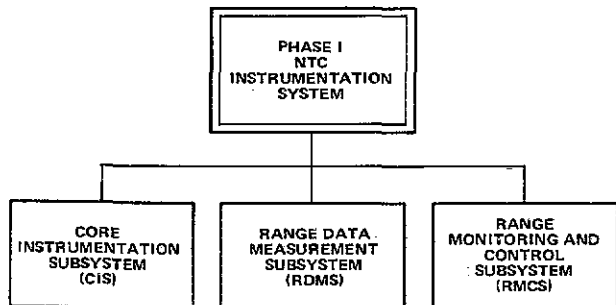 PHASE I
NTC
INSTRUMENTATION
SYSTEM
CORE
INSTRUMENTATION
SUBSYSTEM
(CIS)
RANGE DATA
MEASUREMENT
SUBSYSTEM
(RDMS)
RANGE
MONITORING AND
CONTROL
SUBSYSTEM
(RMCS)